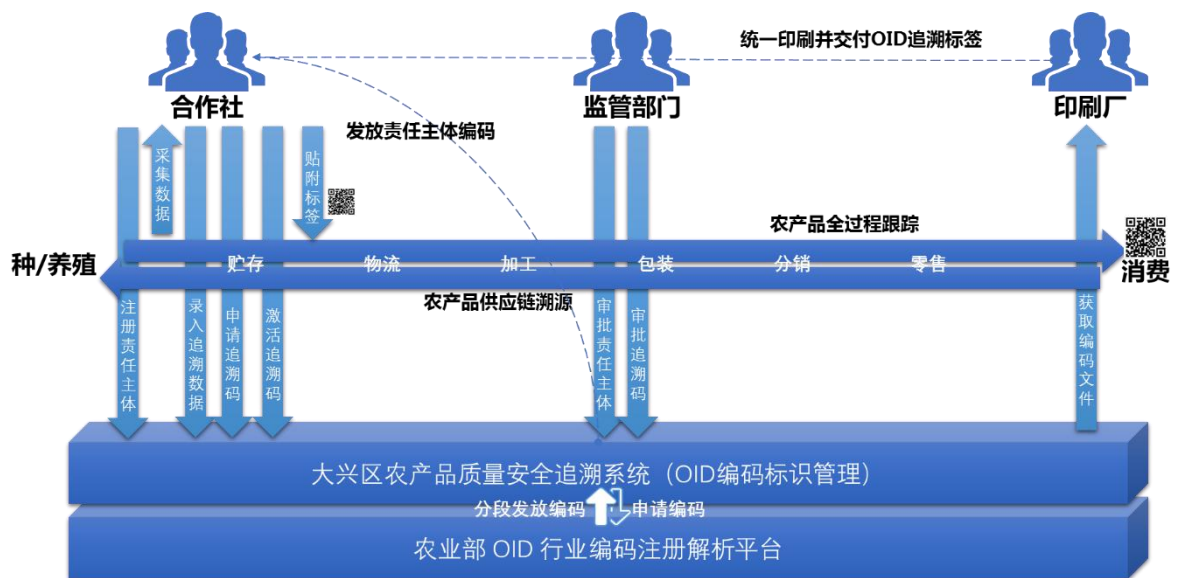 统一印刷并交付OID追溯标签
合作社
监管部门
印刷厂
发放责任主体编码
采集数据
贴附标签
农产品全过程跟踪
种/养殖
贮存
物流
加工
包装
分销
零售
消费
农产品供应链溯源
注册责任主体
录入追溯数据
申请追溯码
激活追溯码
审批责任主体
审批追溯码
获取编码文件
大兴区农产品质量安全追溯系统（OID编码标识管理）
分段发放编码
申请编码
农业部 OID 行业编码注册解析平台